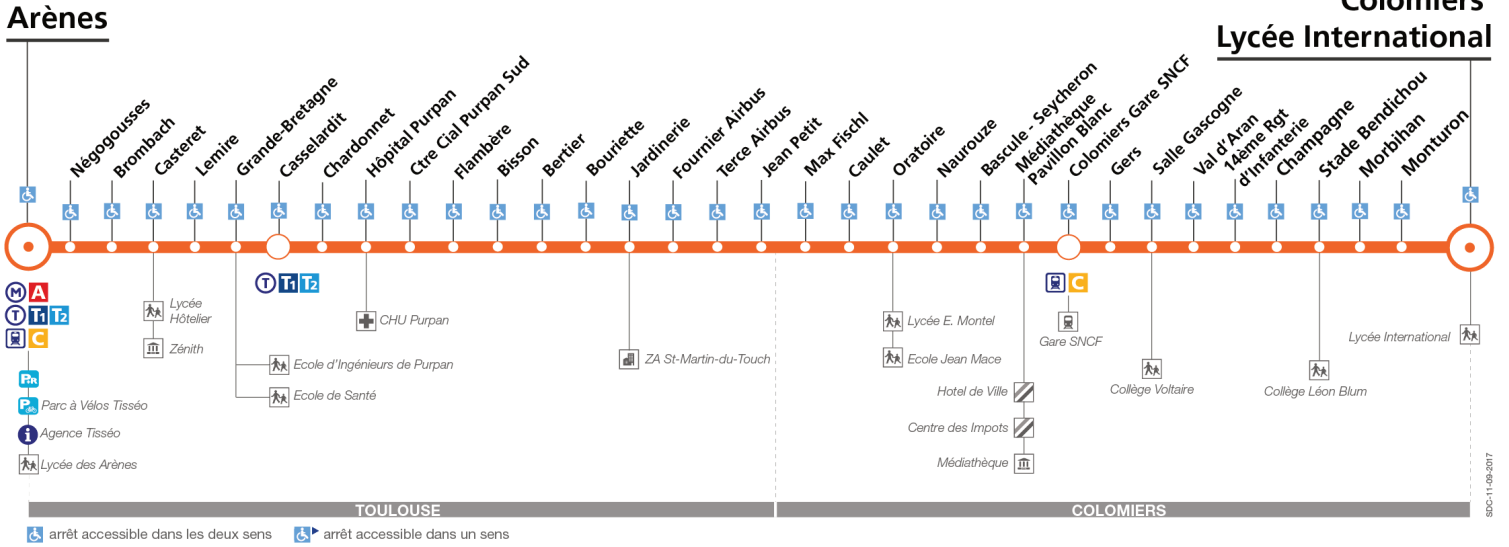 Arènes
Colomiers
Lycée International
Négogousses
Brombach
Casteret
Lemire
Grande-Bretagne
Casselardit
Chardonnet
Hôpital Purpan
Ctre Cial Purpan Sud
Flambère
Bisson
Bertier
Bouriette
Jardinerie
Fournier Airbus
Terce Airbus
Jean Petit
Max Fischl
Caulet
Oratoire
Naurouze
Bascule - Seycheron
Médiathèque
Pavillon Blanc
Colomiers Gare SNCF
Gers
Salle Gascogne
Val d'Aran
14ème Rgt
d'Infanterie
Champagne
Stade Bendichou
Morbihan
Monturon
M A
T T1 T2
C
P+R
P
Parc à Vélos Tisséo
i Agence Tisséo
Lycée des Arènes
Lycée
Hôtelier
Zénith
T T1 T2
Ecole d'Ingénieurs de Purpan
Ecole de Santé
CHU Purpan
ZA St-Martin-du-Touch
Lycée E. Montel
Ecole Jean Mace
Hotel de Ville
Centre des Impots
Médiathèque
C
Gare SNCF
Collège Voltaire
Collège Léon Blum
Lycée International
TOULOUSE
COLOMIERS
arrêt accessible dans les deux sens
arrêt accessible dans un sens
SDC-11-09-2017